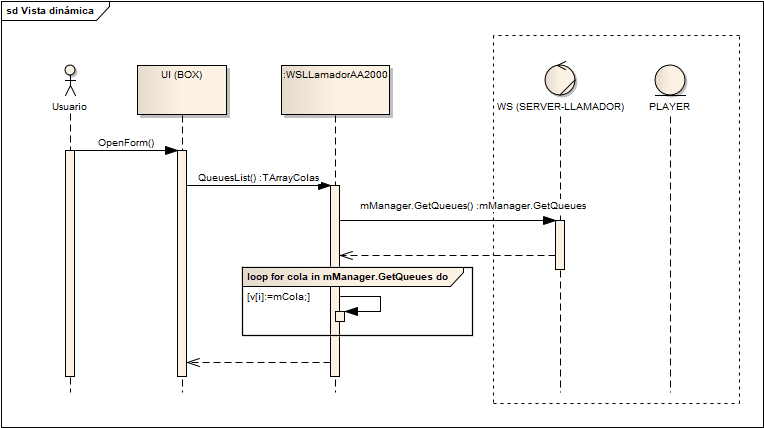 sd Vista dinámica
UI (BOX)
:WSLLamadorAA2000
Usuario
WS (SERVER-LLAMADOR)
PLAYER
OpenForm()
QueuesList() :TArrayColas
mManager.GetQueues() :mManager.GetQueues
loop for cola in mManager.GetQueues do
[v[i]:=mCola;]